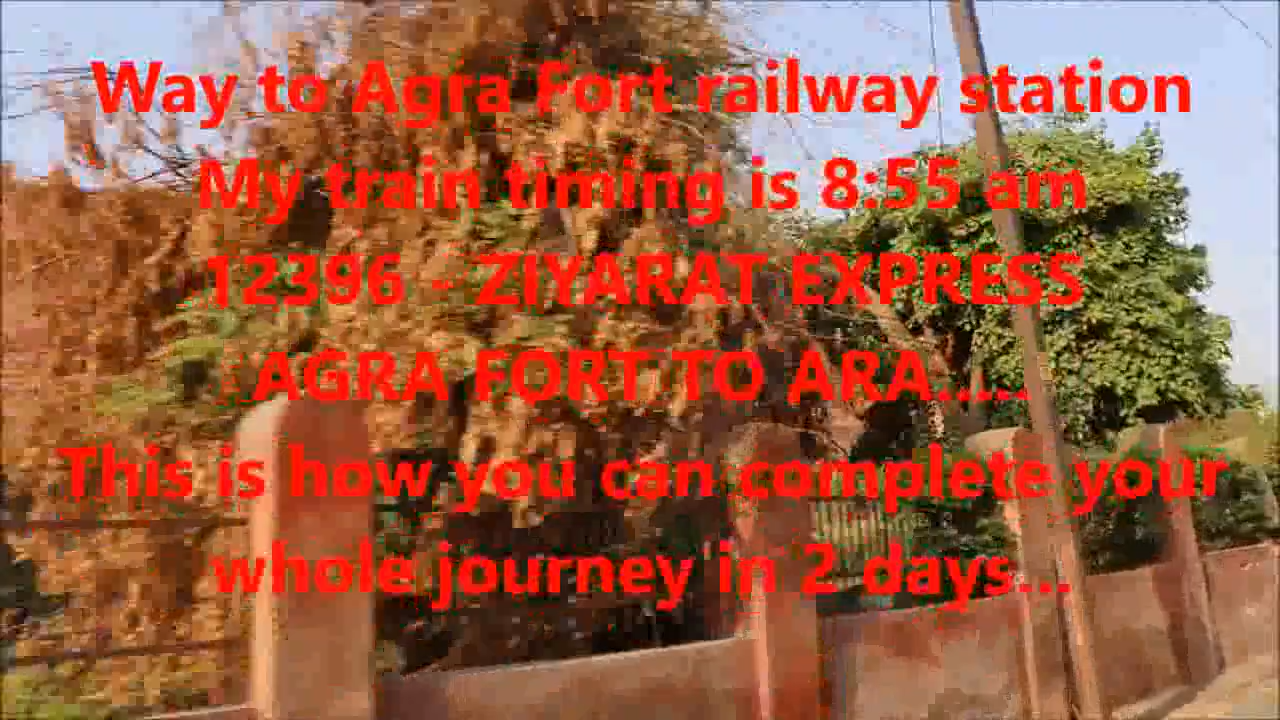 Way to Agra Fort railway station
My train timing is 8:55 am
12396 - ZIYARAT EXPRESS
AGRA FORT TO ARA.....
This is how you can complete your
whole journey in 2 days...